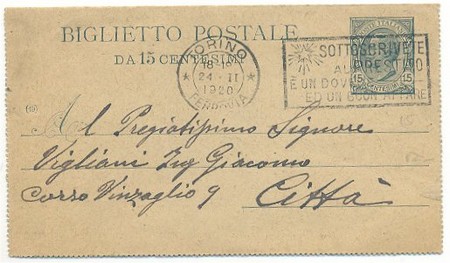 BIGLIETTO POSTALE
DA 15 CENTESIMI
TORINO
24 · II
1920
FERROVIA
SOTTOSCRIVETE
AL PRESTITO
È UN DOVERE
ED UN BUON AFFARE
15
Al Pregiatissimo Signore
Vigliani Ing Giacomo
Corso Vinzaglio 9
Città